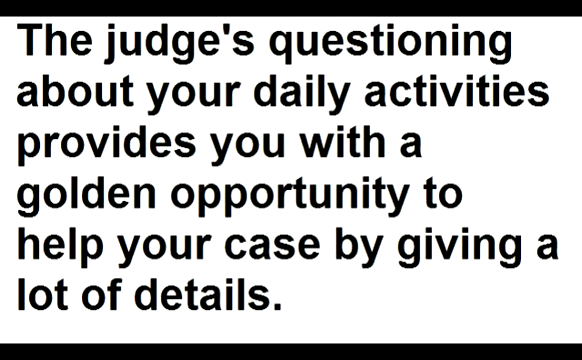 The judge's questioning
about your daily activities
provides you with a
golden opportunity to
help your case by giving a
lot of details.